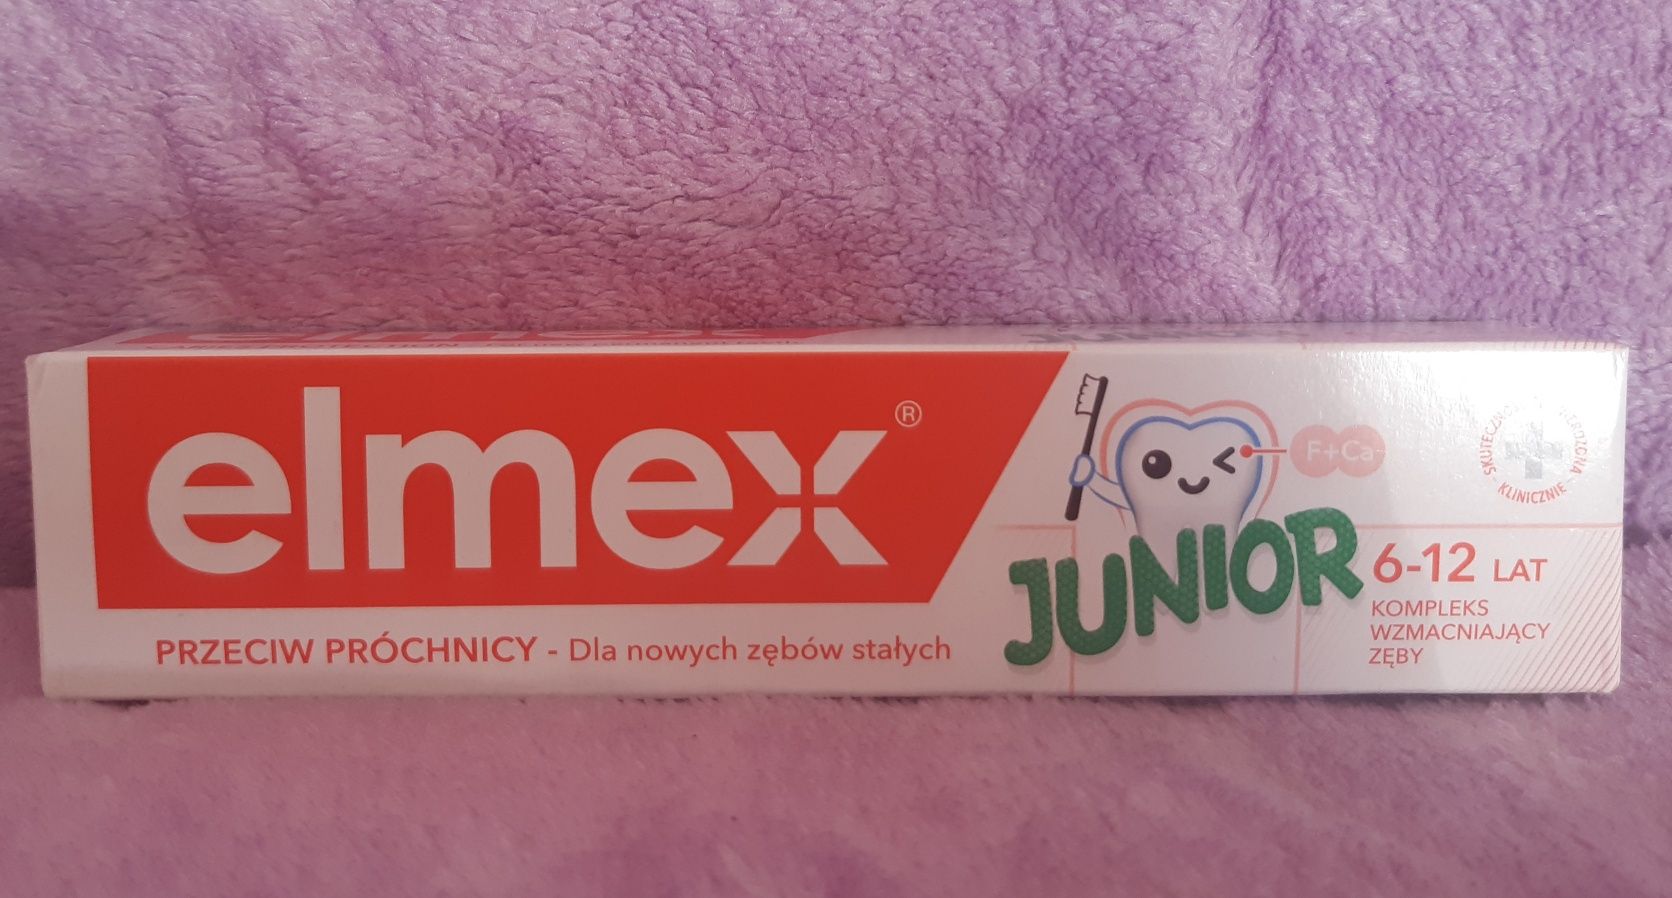 elmex®
PRZECIW PRÓCHNICY - Dla nowych zębów stałych
F+Ca
JUNIOR
6-12 LAT
KOMPLEKS
WZMACNIAJĄCY
ZĘBY
KLINICZNIE